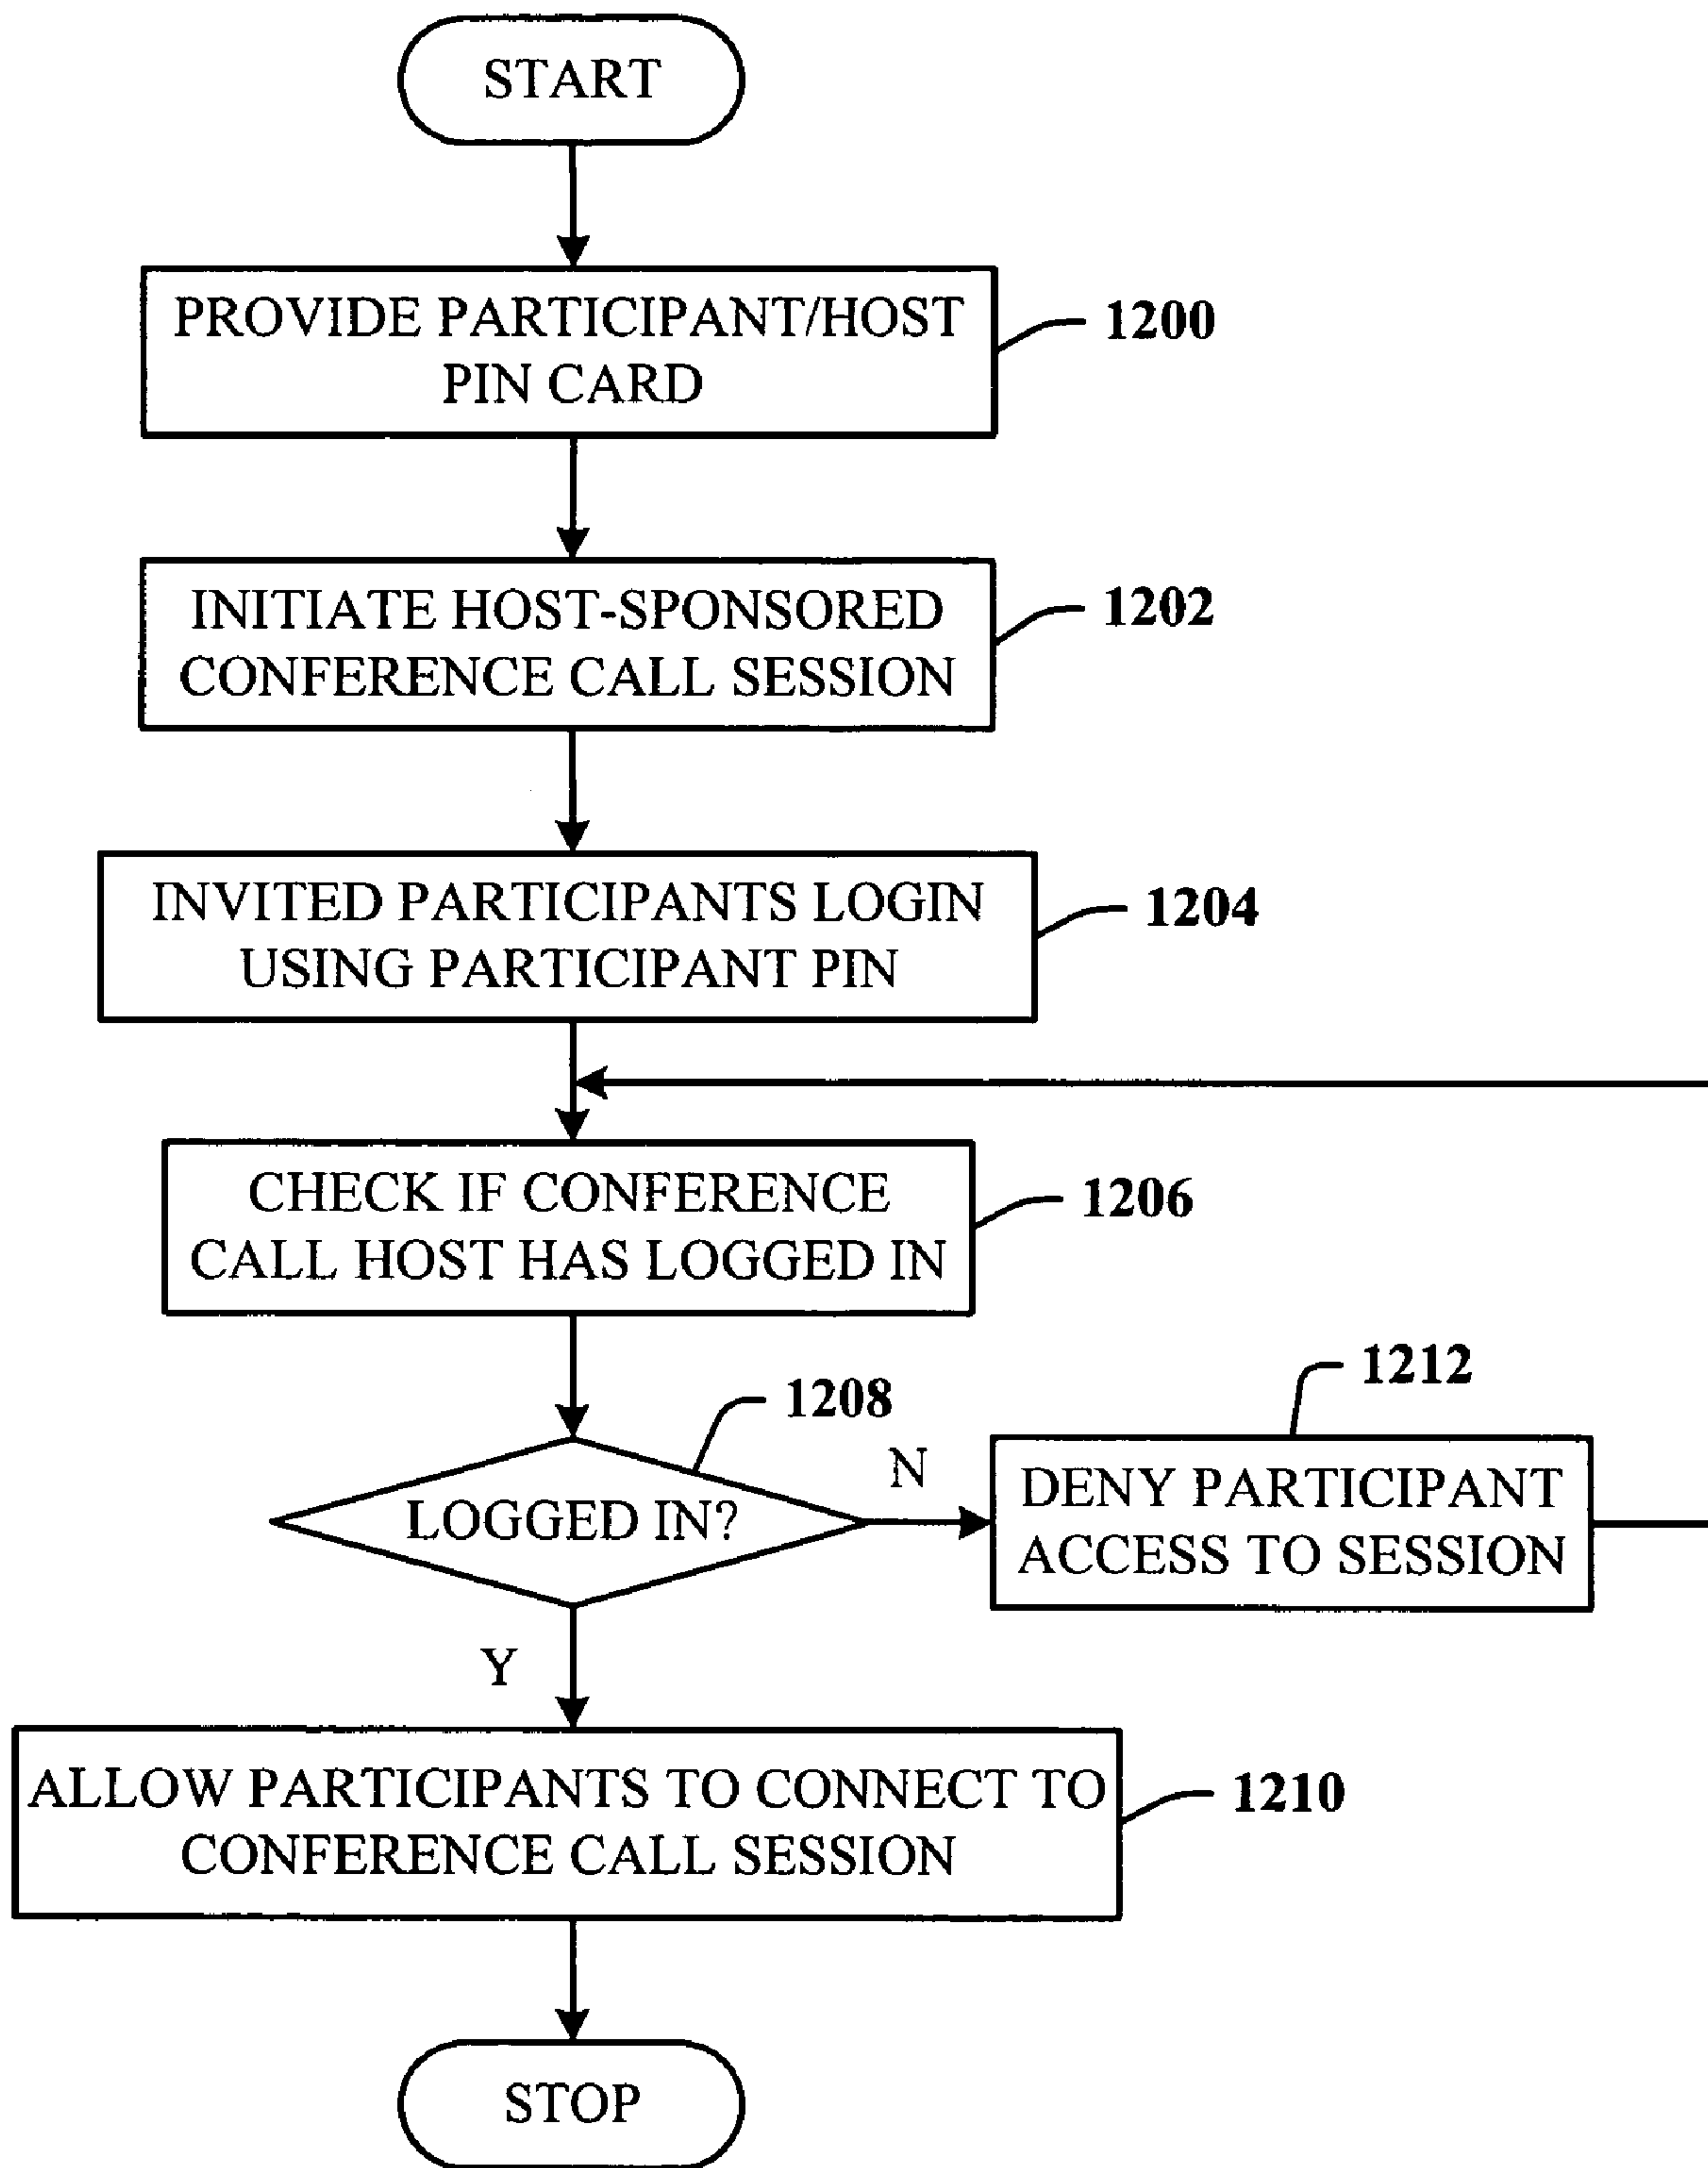 START
PROVIDE PARTICIPANT/HOST
PIN CARD
1200
INITIATE HOST-SPONSORED
CONFERENCE CALL SESSION
1202
INVITED PARTICIPANTS LOGIN
USING PARTICIPANT PIN
1204
CHECK IF CONFERENCE
CALL HOST HAS LOGGED IN
1206
LOGGED IN?
1208
N
DENY PARTICIPANT
ACCESS TO SESSION
1212
Y
ALLOW PARTICIPANTS TO CONNECT TO
CONFERENCE CALL SESSION
1210
STOP